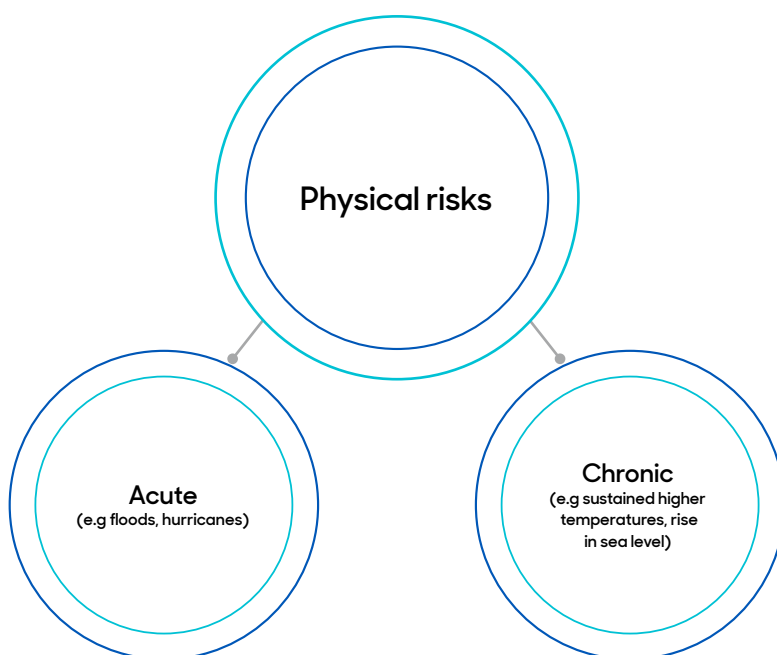 Physical risks
Acute
(e.g floods, hurricanes)
Chronic
(e.g sustained higher
temperatures, rise
in sea level)